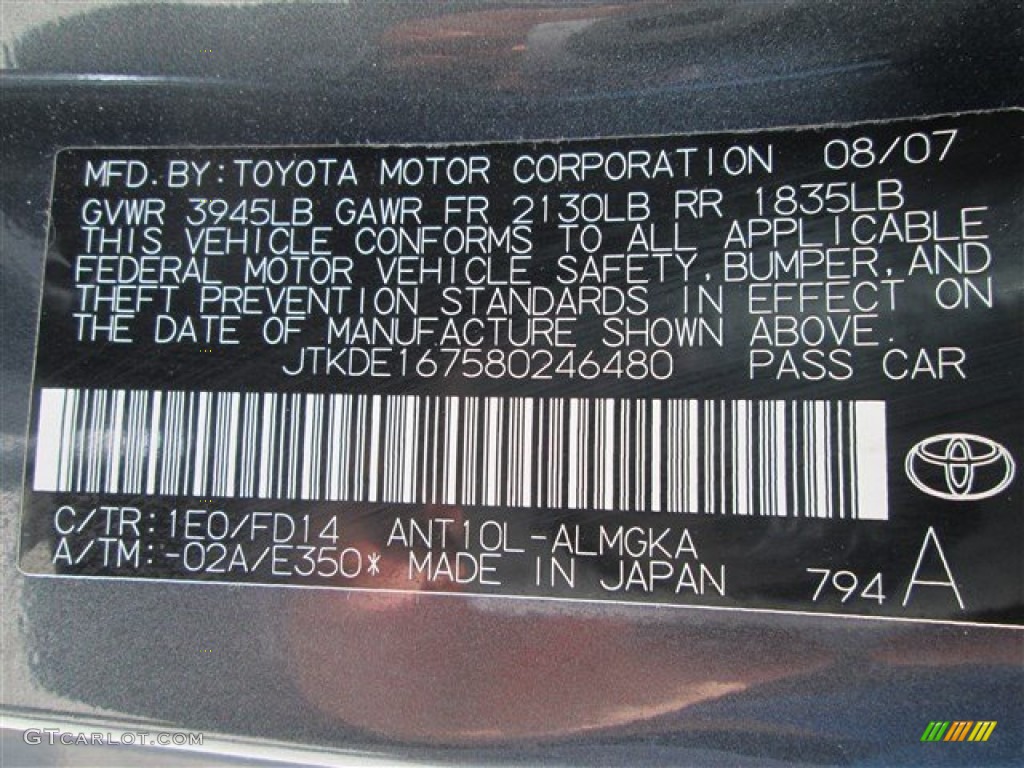 MFD. BY: TOYOTA MOTOR CORPORATION 08/07
GVWR 3945LB GAWR FR 2130LB RR 1835LB
THIS VEHICLE CONFORMS TO ALL APPLICABLE
FEDERAL MOTOR VEHICLE SAFETY, BUMPER, AND
THEFT PREVENTION STANDARDS IN EFFECT ON
THE DATE OF MANUFACTURE SHOWN ABOVE.
JTKDE167580246480 PASS CAR
C/TR: 1E0/FD14 ANT10L-ALMGKA
A/TM: -02A/E350* MADE IN JAPAN 794 A
GTCARLOT.COM